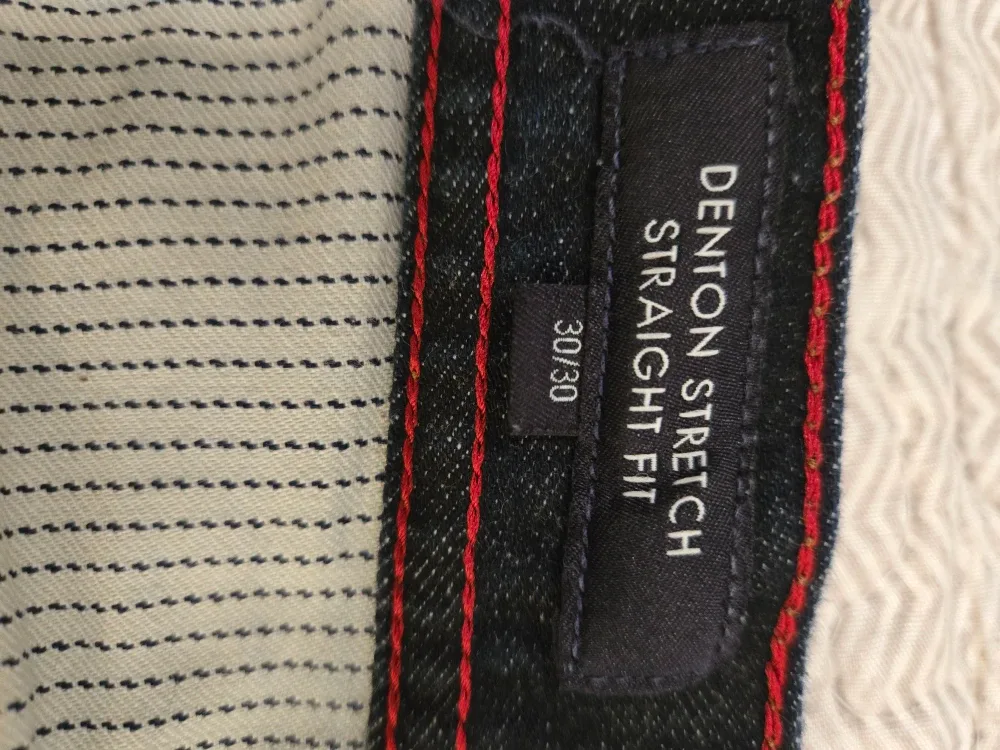 DENTON STRETCH
STRAIGHT FIT
30/30